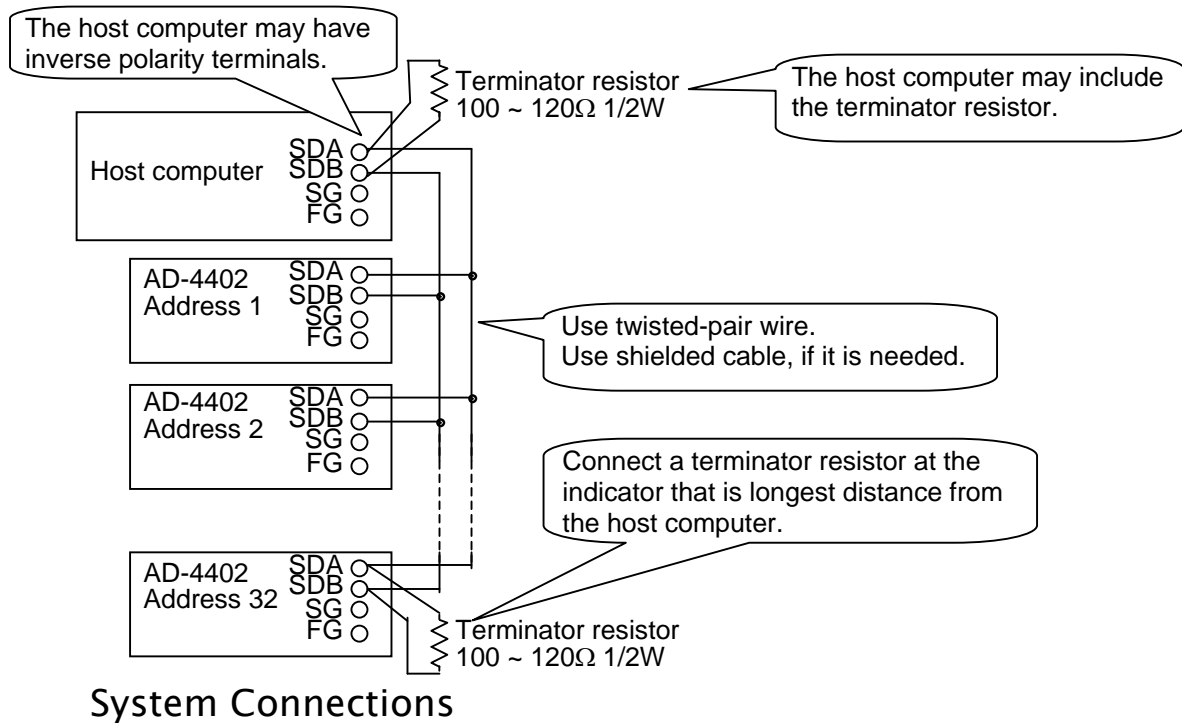 The host computer may have
inverse polarity terminals.
Terminator resistor
100 ~ 120Ω 1/2W
The host computer may include
the terminator resistor.
Host computer
SDA
SDB
SG
FG
AD-4402
Address 1
SDA
SDB
SG
FG
Use twisted-pair wire.
Use shielded cable, if it is needed.
AD-4402
Address 2
SDA
SDB
SG
FG
Connect a terminator resistor at the
indicator that is longest distance from
the host computer.
AD-4402
Address 32
SDA
SDB
SG
FG
Terminator resistor
100 ~ 120Ω 1/2W
System Connections